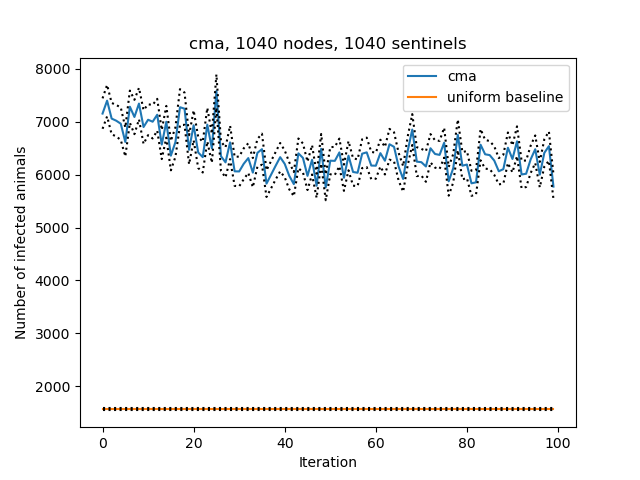 cma, 1040 nodes, 1040 sentinels
8000
7000
6000
5000
4000
3000
2000
Number of infected animals
cma
uniform baseline
0
20
40
60
80
100
Iteration